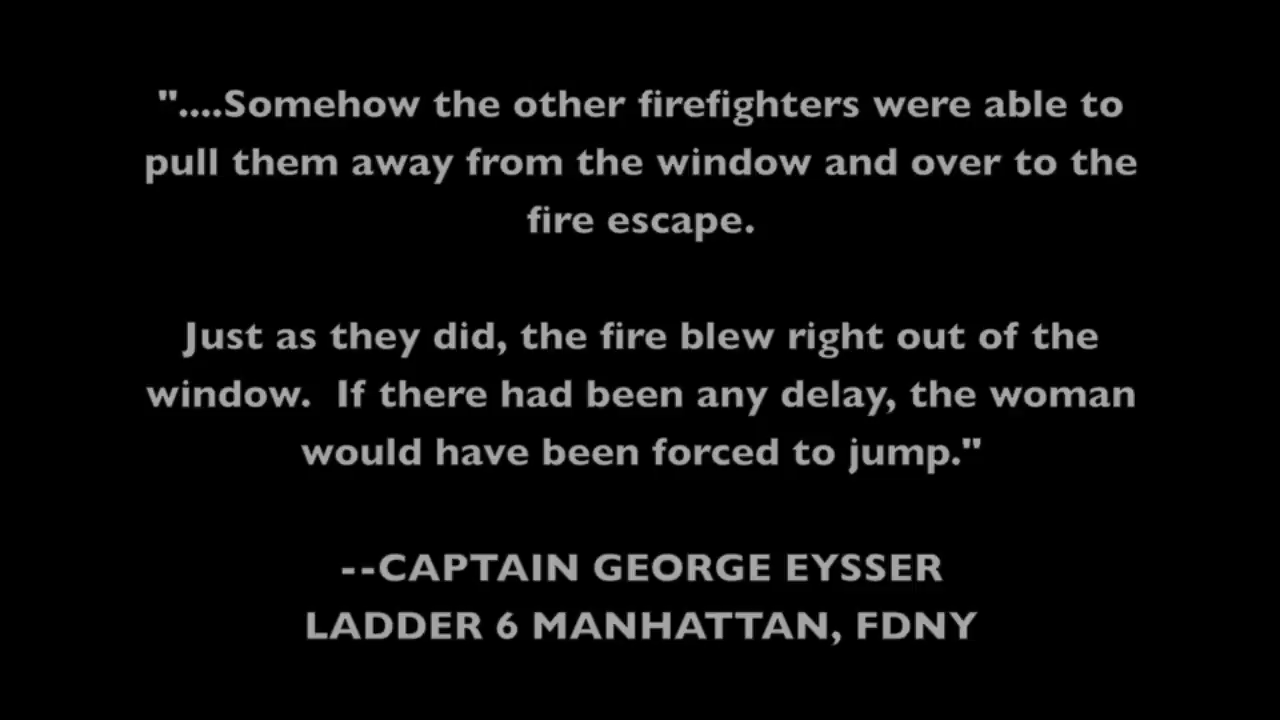 "....Somehow the other firefighters were able to
pull them away from the window and over to the
fire escape.
Just as they did, the fire blew right out of the
window.  If there had been any delay, the woman
would have been forced to jump."
--CAPTAIN GEORGE EYSSER
LADDER 6 MANHATTAN, FDNY